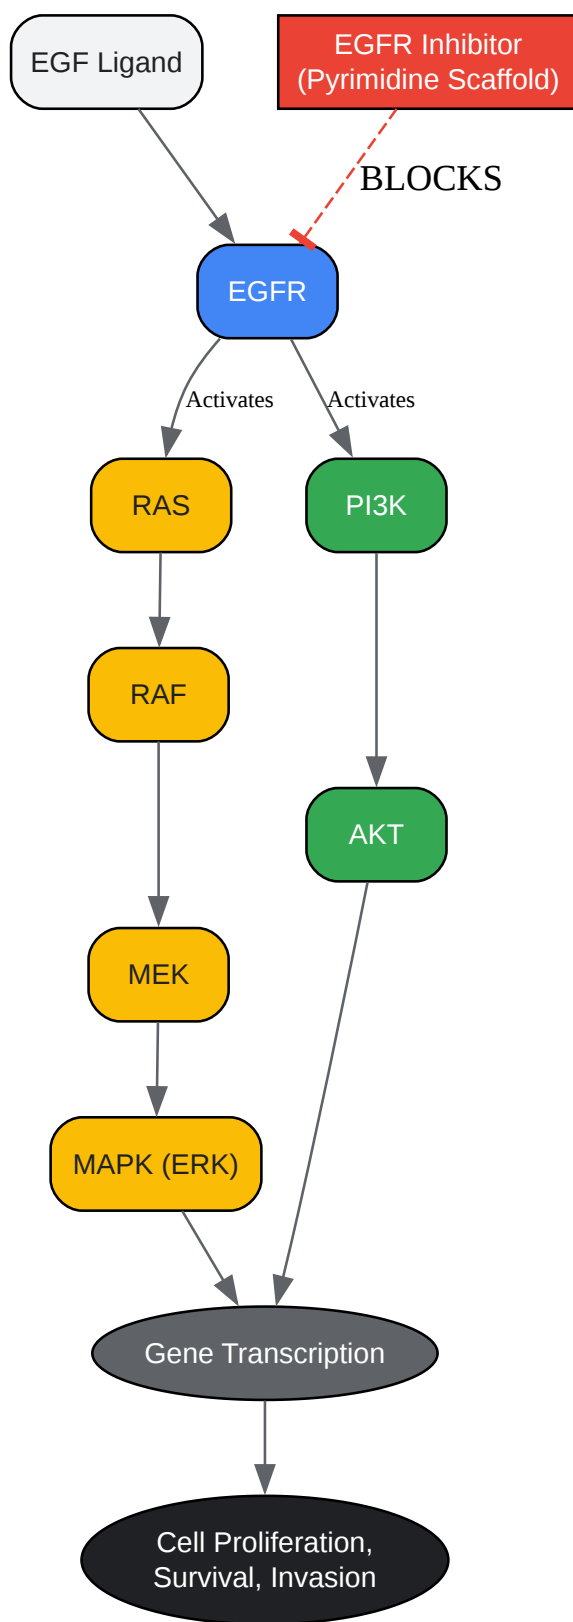 EGF Ligand
EGFR Inhibitor
(Pyrimidine Scaffold)
BLOCKS
EGFR
Activates
Activates
RAS
PI3K
RAF
AKT
MEK
MAPK (ERK)
Gene Transcription
Cell Proliferation,
Survival, Invasion